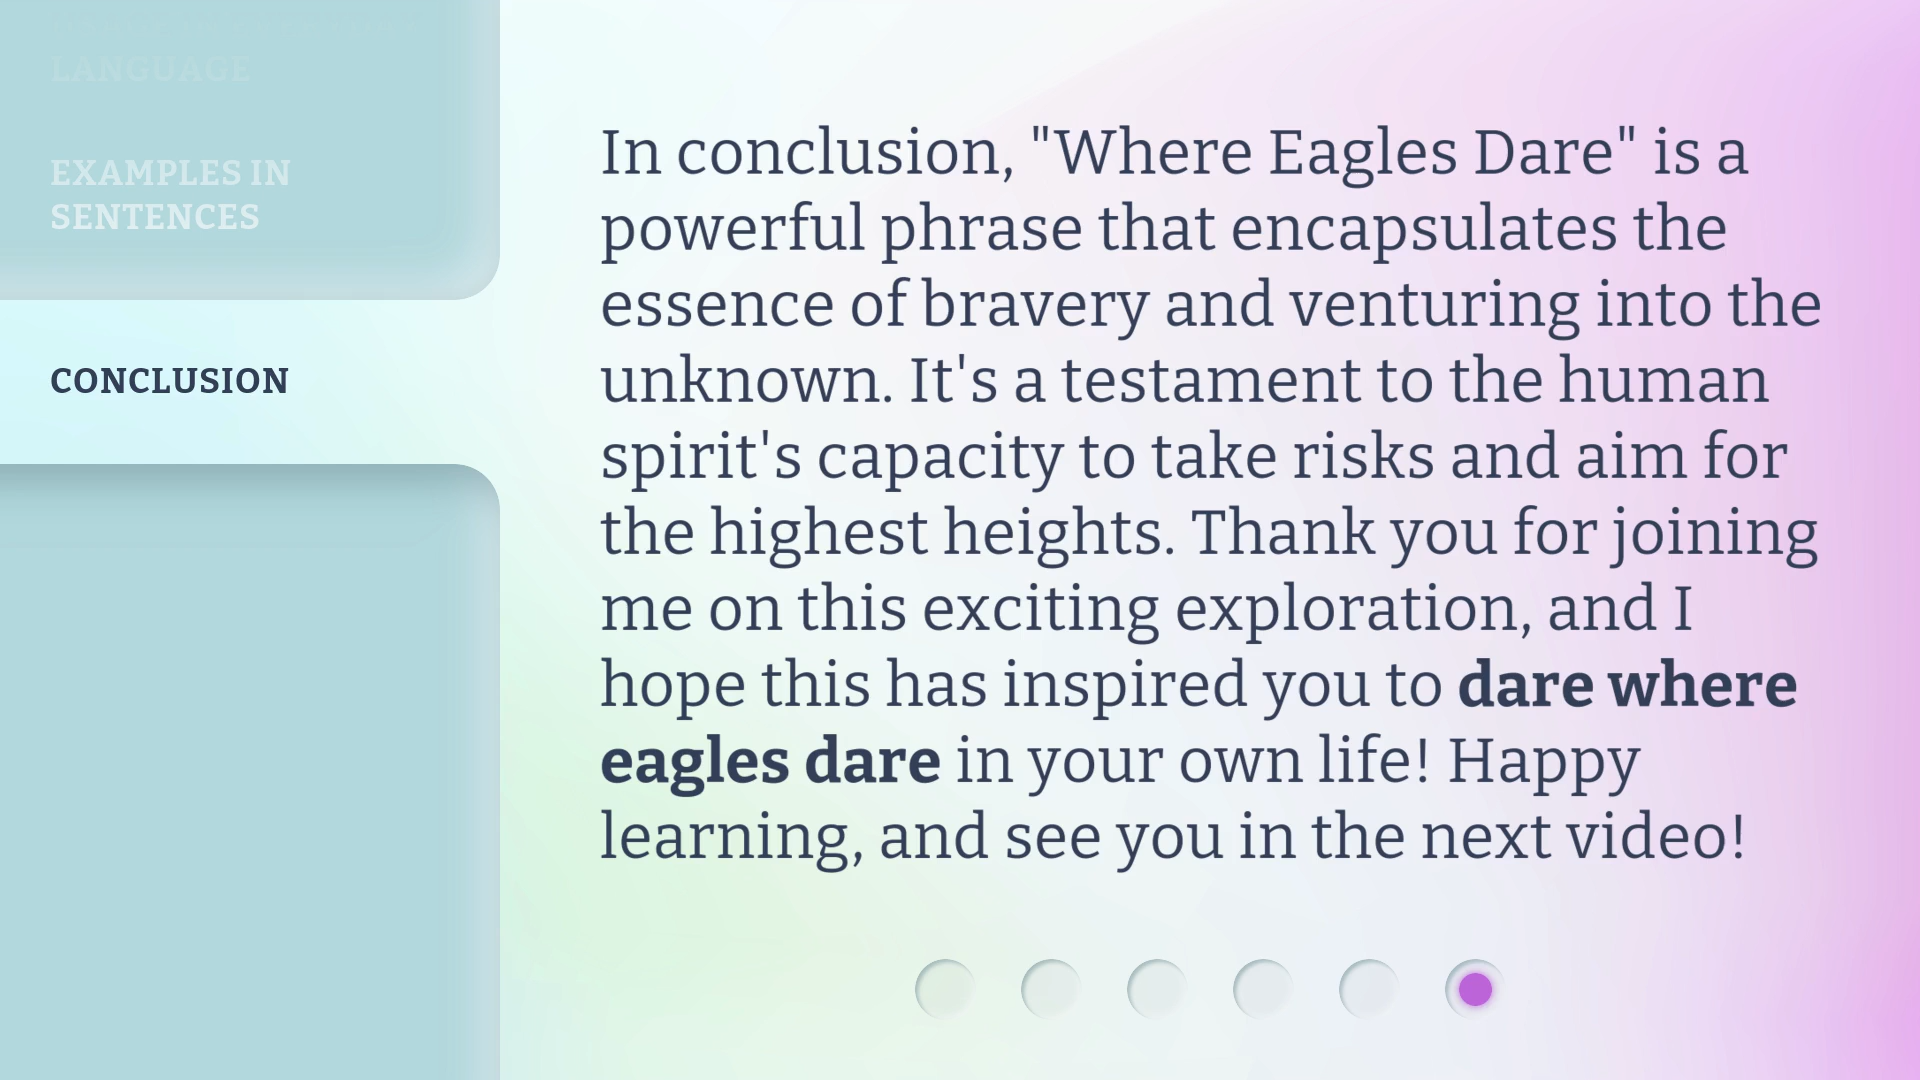 LANGUAGE
EXAMPLES IN
SENTENCES
CONCLUSION
In conclusion, "Where Eagles Dare" is a
powerful phrase that encapsulates the
essence of bravery and venturing into the
unknown. It's a testament to the human
spirit's capacity to take risks and aim for
the highest heights. Thank you for joining
me on this exciting exploration, and I
hope this has inspired you to dare where
eagles dare in your own life! Happy
learning, and see you in the next video!